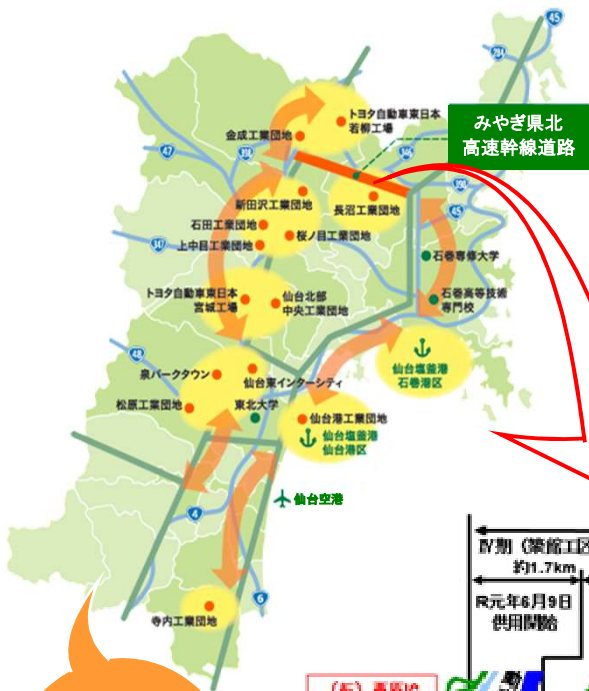 45
284
トヨタ自動車東日本
若柳工場
金成工業団地
みやぎ県北
高速幹線道路
47
398
346
398
新田沢工業団地
長沼工業団地
45
石田工業団地
桜ノ目工業団地
上中目工業団地
347
石巻専修大学
トヨタ自動車東日本
宮城工場
仙台北部
中央工業団地
石巻高等技術
専門校
48
仙台塩釜港
石巻港区
泉パークタウン
仙台東インターシティ
松原工業団地
東北大学
仙台港工業団地
仙台塩釜港
仙台港区
仙台空港
4
6
寺内工業団地
Ⅳ期（築館工区
約1.7km
R元年6月9日
供用開始